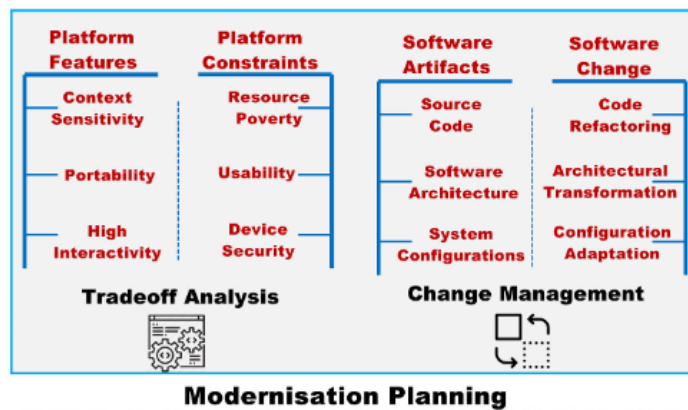 Platform
Features
Platform
Constraints
Software
Artifacts
Software
Change
Context
Sensitivity
Resource
Poverty
Source
Code
Code
Refactoring
Portability
Usability
Software
Architecture
Architectural
Transformation
High
Interactivity
Device
Security
System
Configurations
Configuration
Adaptation
Tradeoff Analysis
Change Management
Modernisation Planning